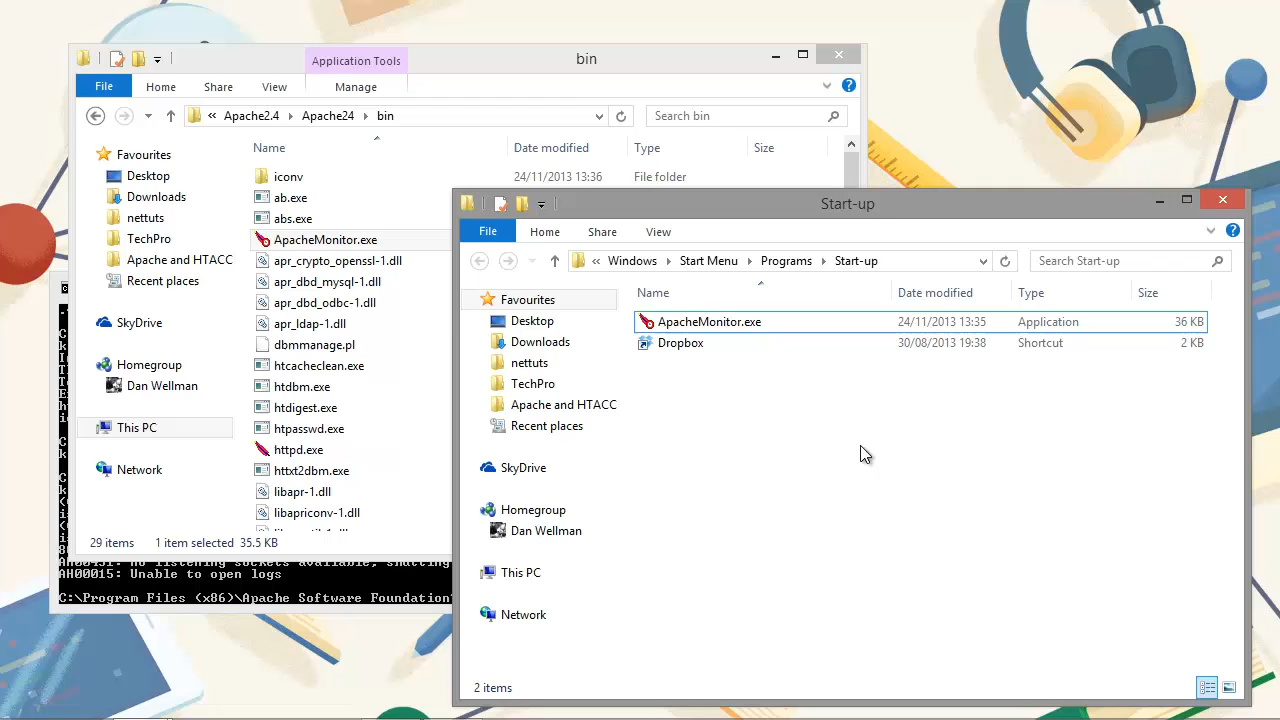 Application Tools
bin
File
Home
Share
View
Manage
« Apache2.4 Apache24 bin
Search bin
Favourites
Desktop
Downloads
nettuts
TechPro
Apache and HTACC
Recent places
SkyDrive
Homegroup
Dan Wellman
This PC
Network
Name
Date modified
Type
Size
iconv
24/11/2013 13:36
File folder
ab.exe
abs.exe
ApacheMonitor.exe
apr_crypto_openssl-1.dll
apr_dbd_mysql-1.dll
apr_dbd_odbc-1.dll
apr_ldap-1.dll
dbmmanage.pl
htcacheclean.exe
htdbm.exe
htdigest.exe
htpasswd.exe
httpd.exe
httxt2dbm.exe
libapr-1.dll
libapriconv-1.dll
29 items
1 item selected 35.5 KB
AH00451: no listening sockets available, shutting
AH00015: Unable to open logs
C:\Program Files (x86)\Apache Software Foundation
Start-up
File
Home
Share
View
« Windows Start Menu Programs Start-up
Search Start-up
Favourites
Desktop
Downloads
nettuts
TechPro
Apache and HTACC
Recent places
SkyDrive
Homegroup
Dan Wellman
This PC
Network
Name
Date modified
Type
Size
ApacheMonitor.exe
24/11/2013 13:35
Application
36 KB
Dropbox
30/08/2013 19:38
Shortcut
2 KB
2 items